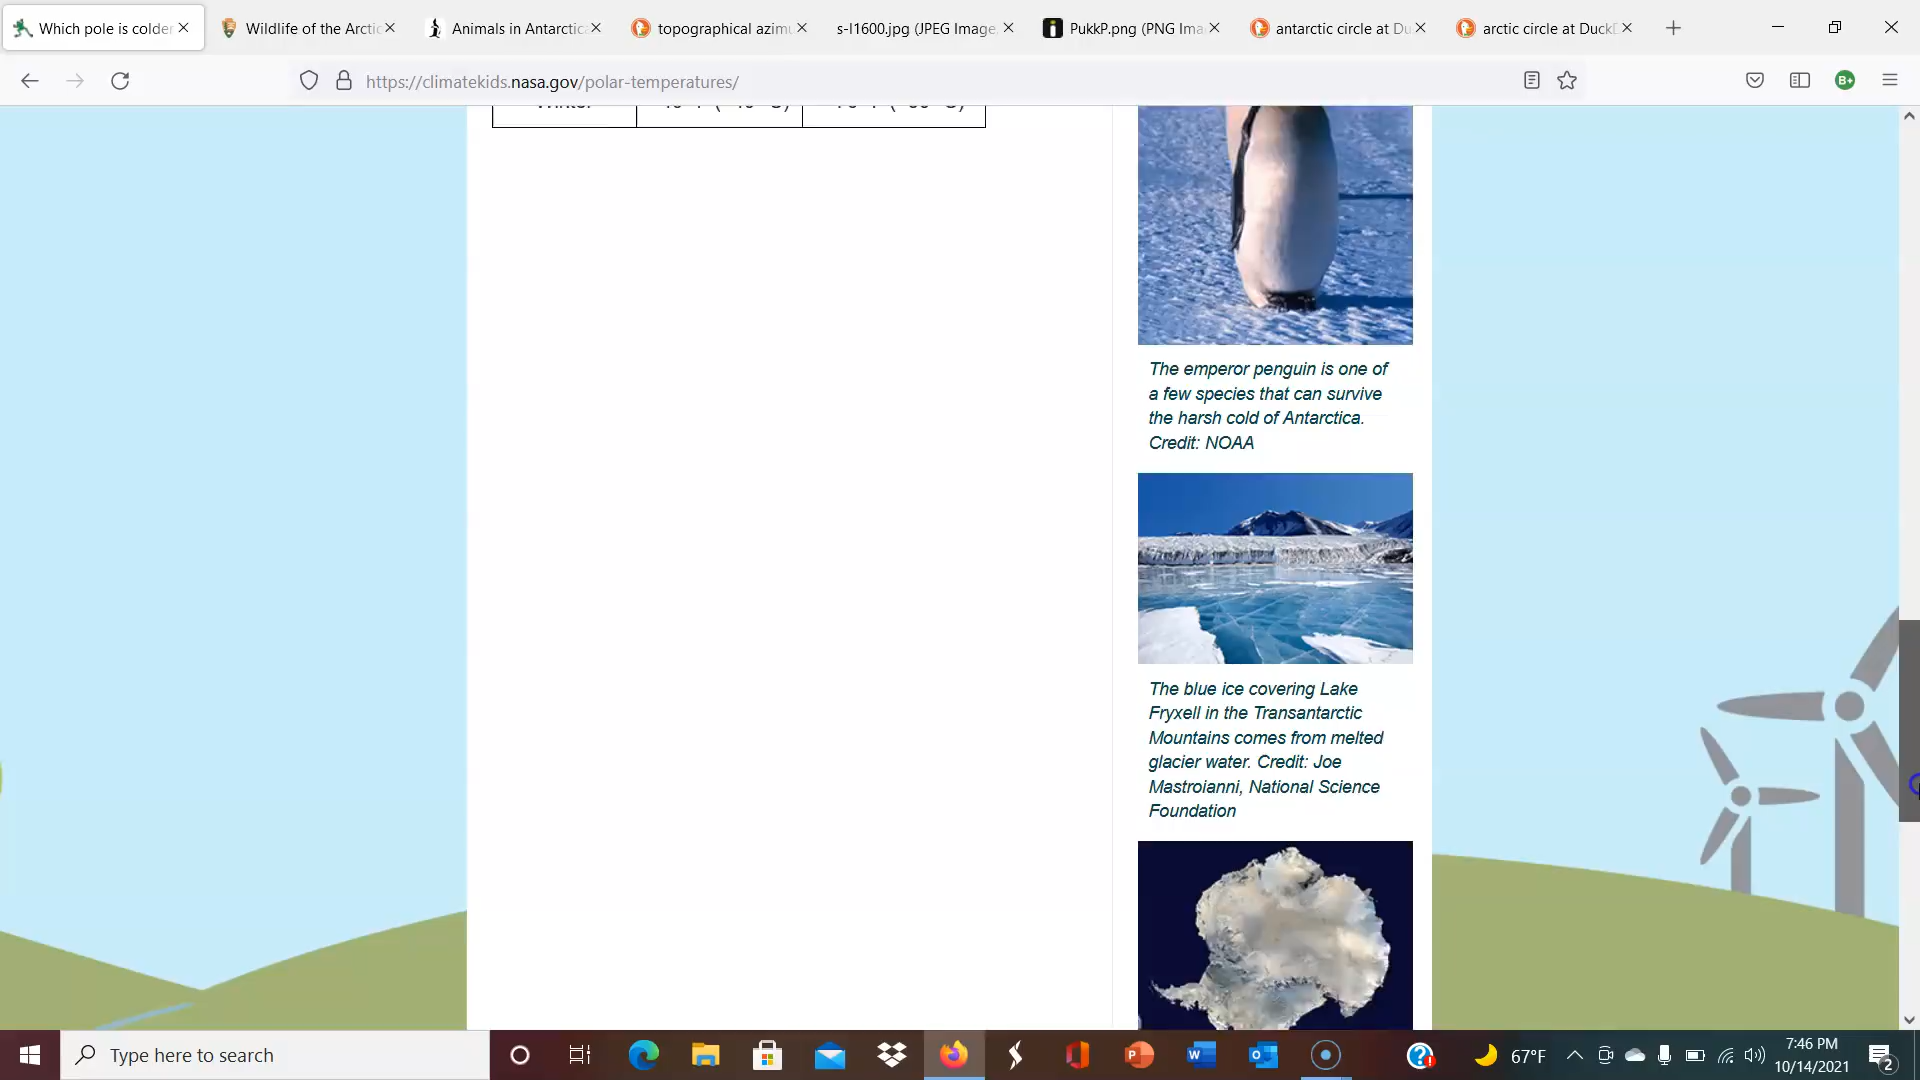 Which pole is colder
Wildlife of the Arctic
Animals in Antarctic
topographical azimu
s-l1600.jpg (JPEG Image,
PukkP.png (PNG Ima
antarctic circle at Du
arctic circle at DuckD
https://climatekids.nasa.gov/polar-temperatures/
B+
The emperor penguin is one of
a few species that can survive
the harsh cold of Antarctica.
Credit: NOAA
The blue ice covering Lake
Fryxell in the Transantarctic
Mountains comes from melted
glacier water. Credit: Joe
Mastroianni, National Science
Foundation
Type here to search
67°F
7:46 PM
10/14/2021
2